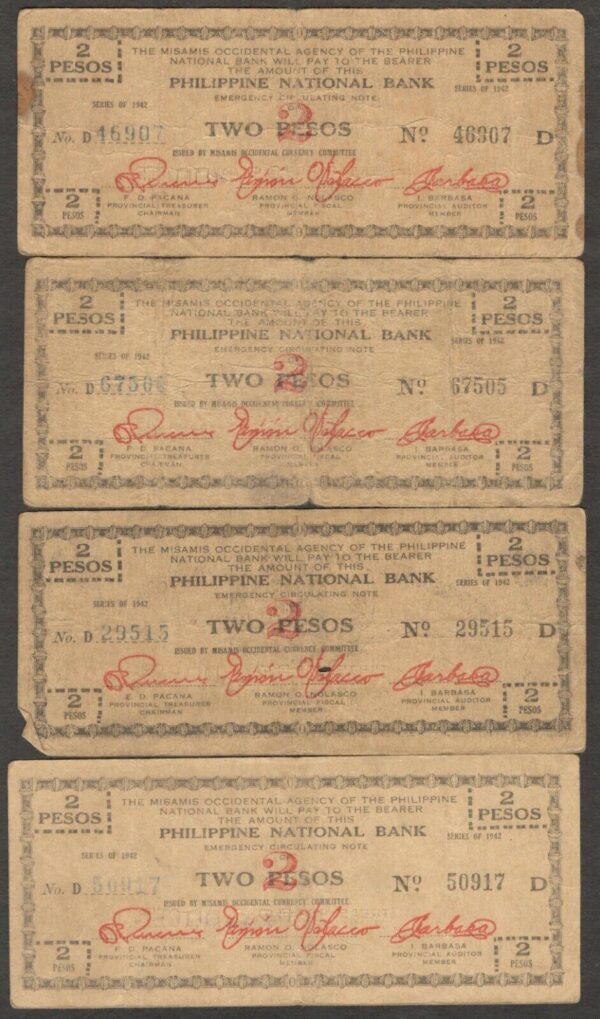 2 PESOS
2 PESOS
THE MISAMIS OCCIDENTAL AGENCY OF THE PHILIPPINE
NATIONAL BANK WILL PAY TO THE BEARER
THE AMOUNT OF THIS
PHILIPPINE NATIONAL BANK
EMERGENCY CIRCULATING NOTE
SERIES OF 1942
SERIES OF 1942
2
No. D 46907
TWO PESOS
Nº 46907 D
ISSUED BY MISAMIS OCCIDENTAL CURRENCY COMMITTEE
2 PESOS
F. D. PACANA
PROVINCIAL TREASURER
CHAIRMAN
RAMON O. NOLASCO
PROVINCIAL FISCAL
MEMBER
I. BARBASA
PROVINCIAL AUDITOR
MEMBER
2 PESOS
2 PESOS
2 PESOS
THE MISAMIS OCCIDENTAL AGENCY OF THE PHILIPPINE
NATIONAL BANK WILL PAY TO THE BEARER
THE AMOUNT OF THIS
PHILIPPINE NATIONAL BANK
EMERGENCY CIRCULATING NOTE
SERIES OF 1942
SERIES OF 1942
2
No. D
TWO PESOS
Nº 67505 D
ISSUED BY MISAMIS OCCIDENTAL CURRENCY COMMITTEE
2 PESOS
F. D. PACANA
PROVINCIAL TREASURER
CHAIRMAN
RAMON O. NOLASCO
PROVINCIAL FISCAL
MEMBER
I. BARBASA
PROVINCIAL AUDITOR
MEMBER
2 PESOS
2 PESOS
2 PESOS
THE MISAMIS OCCIDENTAL AGENCY OF THE PHILIPPINE
NATIONAL BANK WILL PAY TO THE BEARER
THE AMOUNT OF THIS
PHILIPPINE NATIONAL BANK
EMERGENCY CIRCULATING NOTE
SERIES OF 1942
SERIES OF 1942
2
No. D 29515
TWO PESOS
Nº 29515 D
ISSUED BY MISAMIS OCCIDENTAL CURRENCY COMMITTEE
2 PESOS
F. D. PACANA
PROVINCIAL TREASURER
CHAIRMAN
RAMON O. NOLASCO
PROVINCIAL FISCAL
MEMBER
I. BARBASA
PROVINCIAL AUDITOR
MEMBER
2 PESOS
2 PESOS
2 PESOS
THE MISAMIS OCCIDENTAL AGENCY OF THE PHILIPPINE
NATIONAL BANK WILL PAY TO THE BEARER
THE AMOUNT OF THIS
PHILIPPINE NATIONAL BANK
EMERGENCY CIRCULATING NOTE
SERIES OF 1942
SERIES OF 1942
2
No. D 50917
TWO PESOS
Nº 50917 D
ISSUED BY MISAMIS OCCIDENTAL CURRENCY COMMITTEE
2 PESOS
F. D. PACANA
PROVINCIAL TREASURER
CHAIRMAN
RAMON O. NOLASCO
PROVINCIAL FISCAL
MEMBER
I. BARBASA
PROVINCIAL AUDITOR
MEMBER
2 PESOS